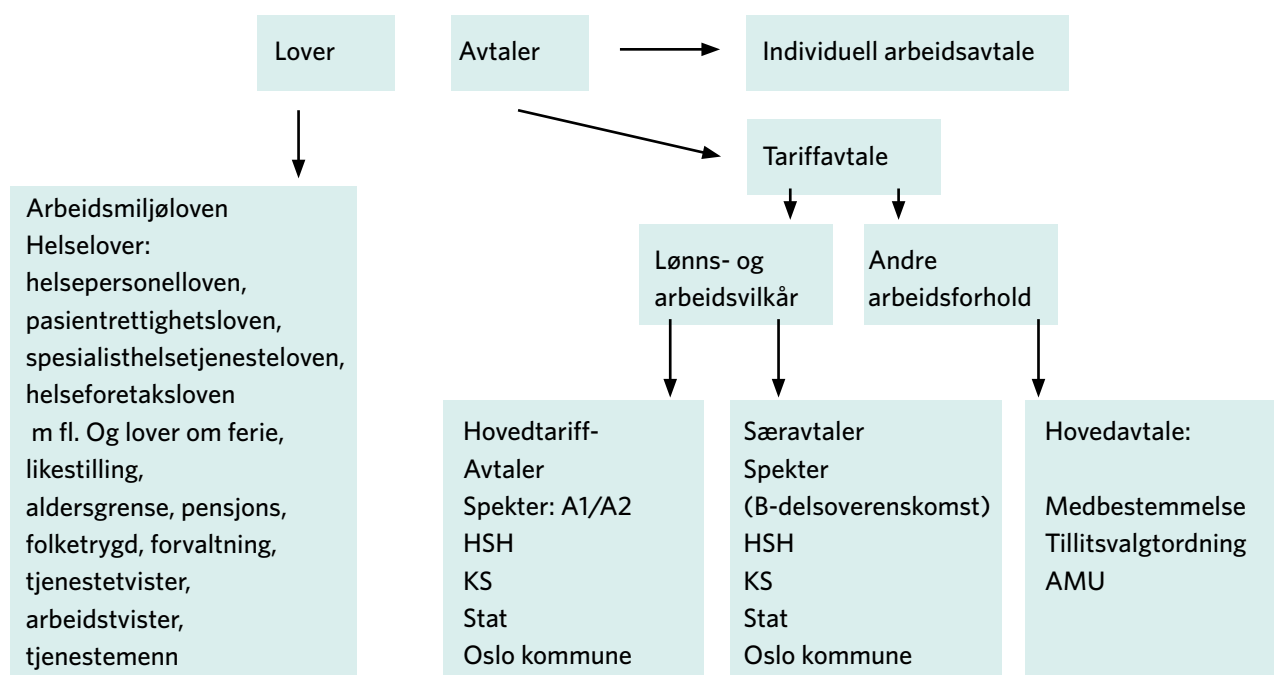 Lover
Avtaler
Individuell arbeidsavtale
Tariffavtale
Arbeidsmiljøloven
Helselover:
helsepersonelloven,
pasientrettighetsloven,
spesialisthelsetjenesteloven,
helseforetaksloven
m fl. Og lover om ferie,
likestilling,
aldersgrense, pensjons,
folketrygd, forvaltning,
tjenestetvister,
arbeidstvister,
tjenestemenn
Lønns- og
arbeidsvilkår
Andre
arbeidsforhold
Hovedtariff-
Avtaler
Spekter: A1/A2
HSH
KS
Stat
Oslo kommune
Særavtaler
Spekter
(B-delsoverenskomst)
HSH
KS
Stat
Oslo kommune
Hovedavtale:
Medbestemmelse
Tillitsvalgtordning
AMU